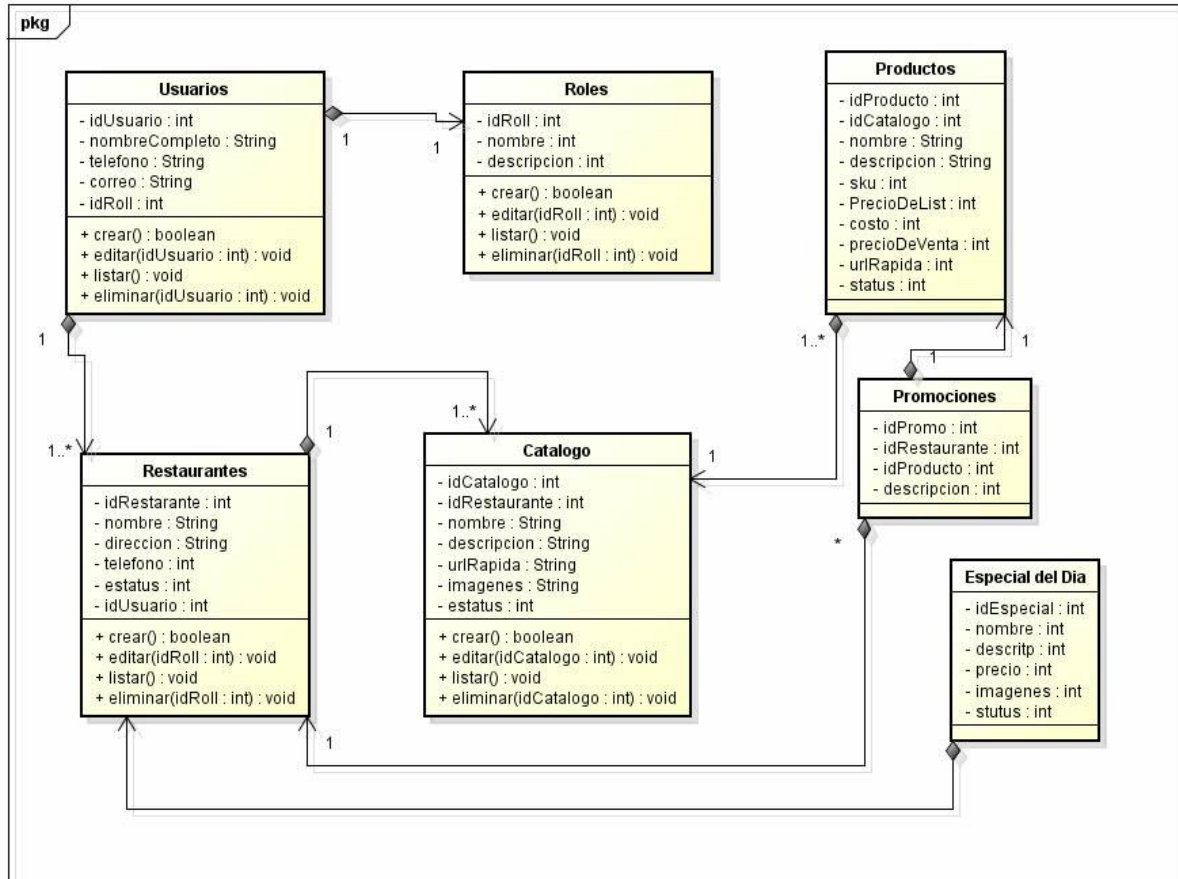 pkg
Usuarios
- idUsuario : int
- nombreCompleto : String
- telefono : String
- correo : String
- idRoll : int
+ crear() : boolean
+ editar(idUsuario : int) : void
+ listar() : void
+ eliminar(idUsuario : int) : void
1
1
Roles
- idRoll : int
- nombre : int
- descripcion : int
+ crear() : boolean
+ editar(idRoll : int) : void
+ listar() : void
+ eliminar(idRoll : int) : void
Productos
- idProducto : int
- idCatalogo : int
- nombre : String
- descripcion : String
- sku : int
- PrecioDeList : int
- costo : int
- precioDeVenta : int
- urlRapida : int
- status : int
1
1..*
1..*
1
1
1
Promociones
- idPromo : int
- idRestaurante : int
- idProducto : int
- descripcion : int
*
Restaurantes
- idRestarante : int
- nombre : String
- direccion : String
- telefono : int
- estatus : int
- idUsuario : int
+ crear() : boolean
+ editar(idRoll : int) : void
+ listar() : void
+ eliminar(idRoll : int) : void
1
1..*
Catalogo
- idCatalogo : int
- idRestaurante : int
- nombre : String
- descripcion : String
- urlRapida : String
- imagenes : String
- estatus : int
+ crear() : boolean
+ editar(idCatalogo : int) : void
+ listar() : void
+ eliminar(idCatalogo : int) : void
Especial del Dia
- idEspecial : int
- nombre : int
- descritp : int
- precio : int
- imagenes : int
- stutus : int
1